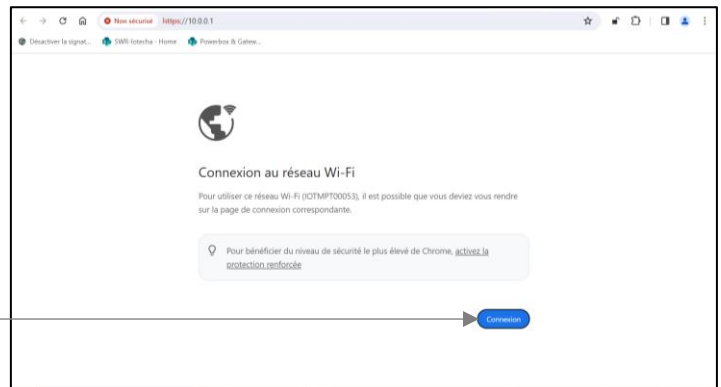 Non sécurisé https://10.0.0.1
Désactiver la signat... SWR-Iotecha - Home Powerbox & Gatew...
Connexion au réseau Wi-Fi
Pour utiliser ce réseau Wi-Fi (IOTMPT00053), il est possible que vous deviez vous rendre
sur la page de connexion correspondante.
Pour bénéficier du niveau de sécurité le plus élevé de Chrome, activez la
protection renforcée
Connexion